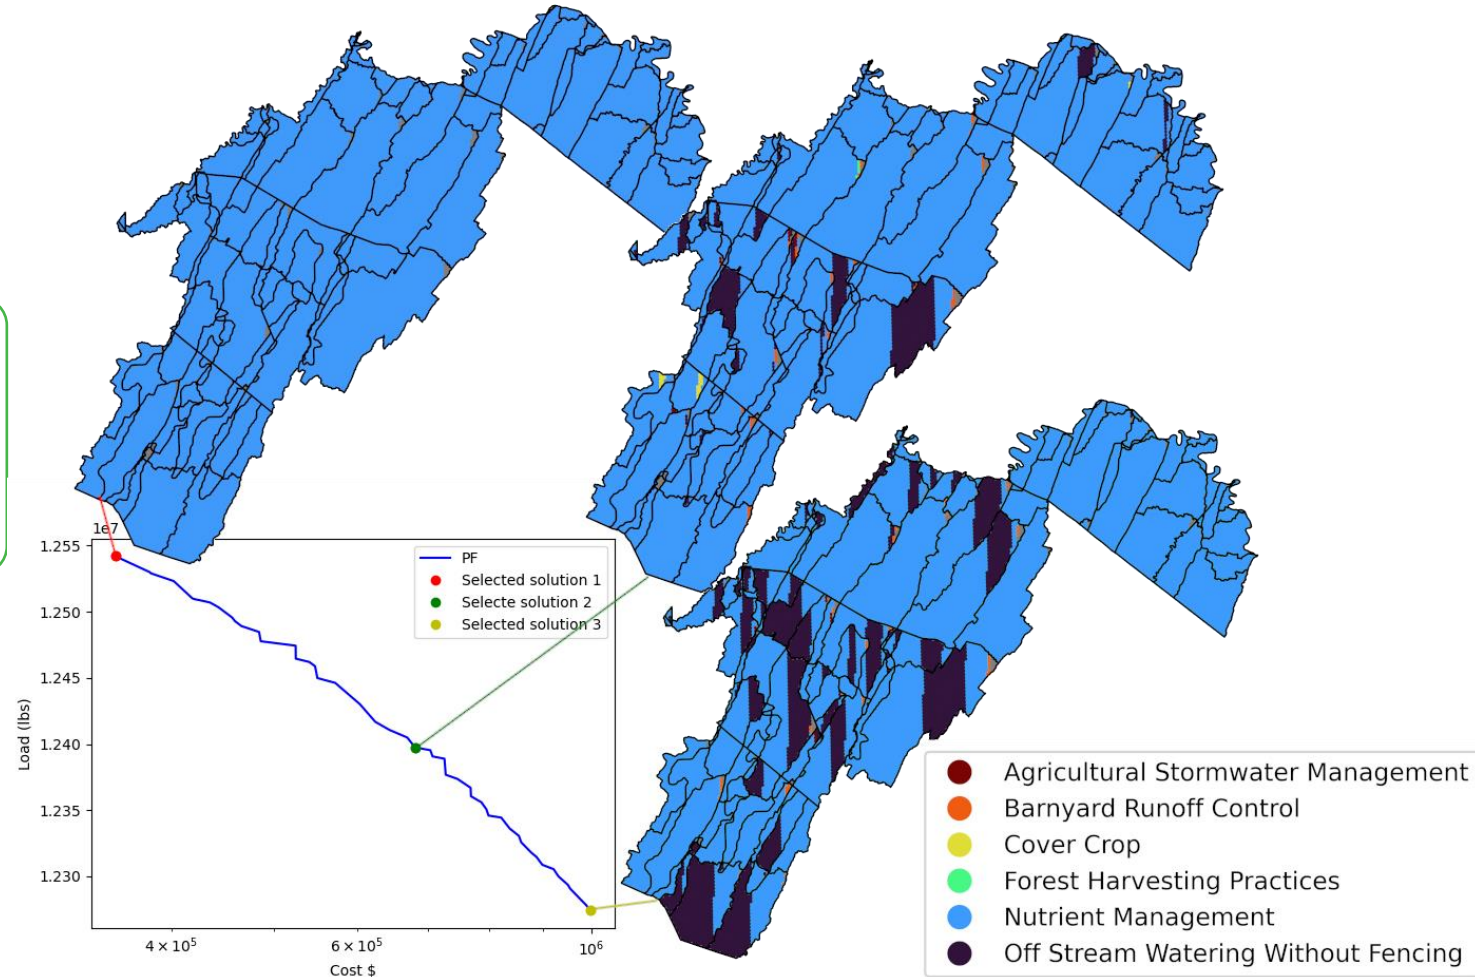 1e7
1.255
1.250
1.245
1.240
1.235
1.230
Load (lbs)
4 × 10⁵
6 × 10⁵
10⁶
Cost $
PF
Selected solution 1
Selecte solution 2
Selected solution 3
Agricultural Stormwater Management
Barnyard Runoff Control
Cover Crop
Forest Harvesting Practices
Nutrient Management
Off Stream Watering Without Fencing